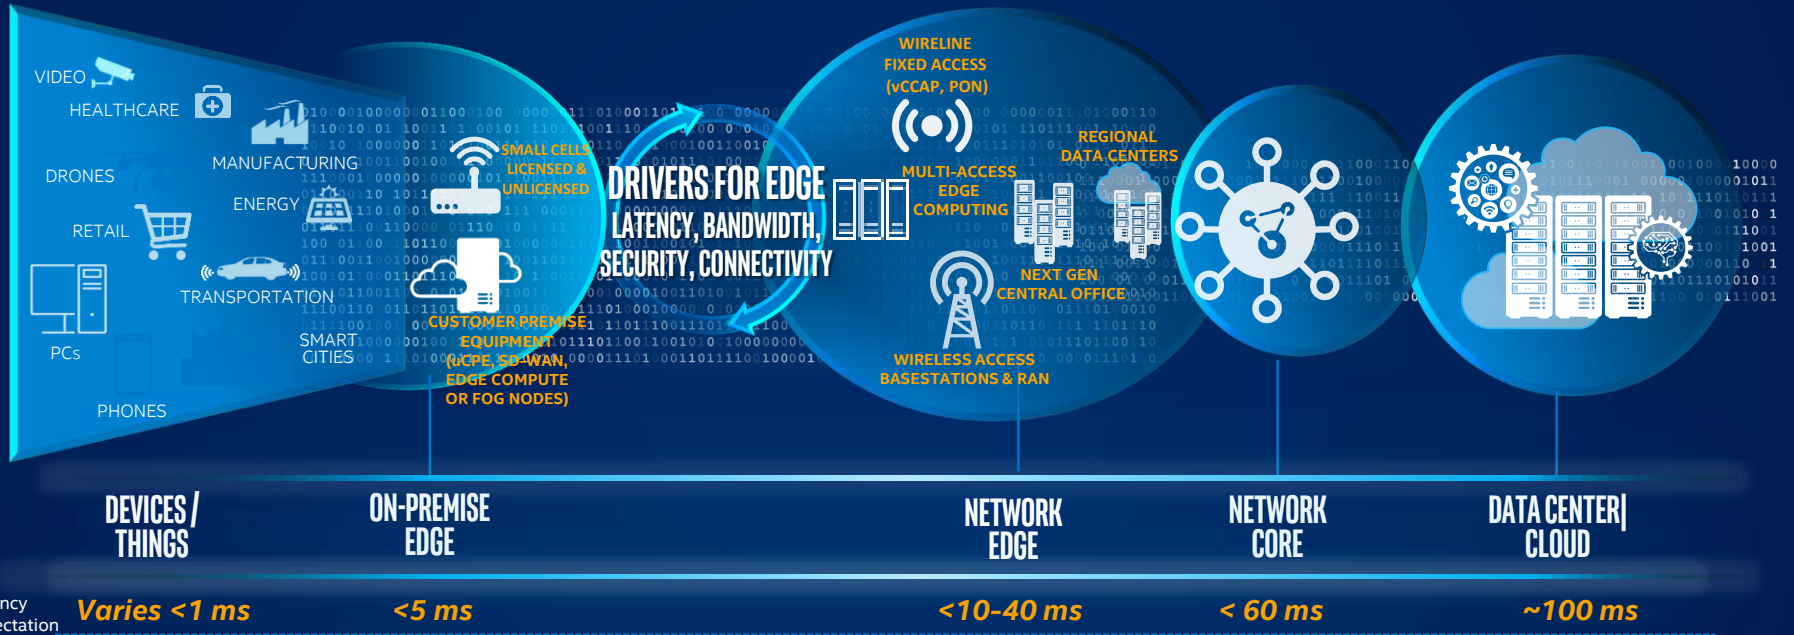 VIDEO
HEALTHCARE
MANUFACTURING
DRONES
ENERGY
RETAIL
TRANSPORTATION
PCs
SMART
CITIES
PHONES
SMALL CELLS
LICENSED &
UNLICENSED
CUSTOMER PREMISE
EQUIPMENT
(uCPE, SD-WAN,
EDGE COMPUTE
OR FOG NODES)
DRIVERS FOR EDGE
LATENCY, BANDWIDTH,
SECURITY, CONNECTIVITY
WIRELINE
FIXED ACCESS
(vCCAP, PON)
MULTI-ACCESS
EDGE
COMPUTING
REGIONAL
DATA CENTERS
NEXT GEN
CENTRAL OFFICE
WIRELESS ACCESS
BASESTATIONS & RAN
DEVICES /
THINGS
ON-PREMISE
EDGE
NETWORK
EDGE
NETWORK
CORE
DATA CENTER|
CLOUD
ncy
ectation
Varies <1 ms
<5 ms
<10-40 ms
< 60 ms
~100 ms